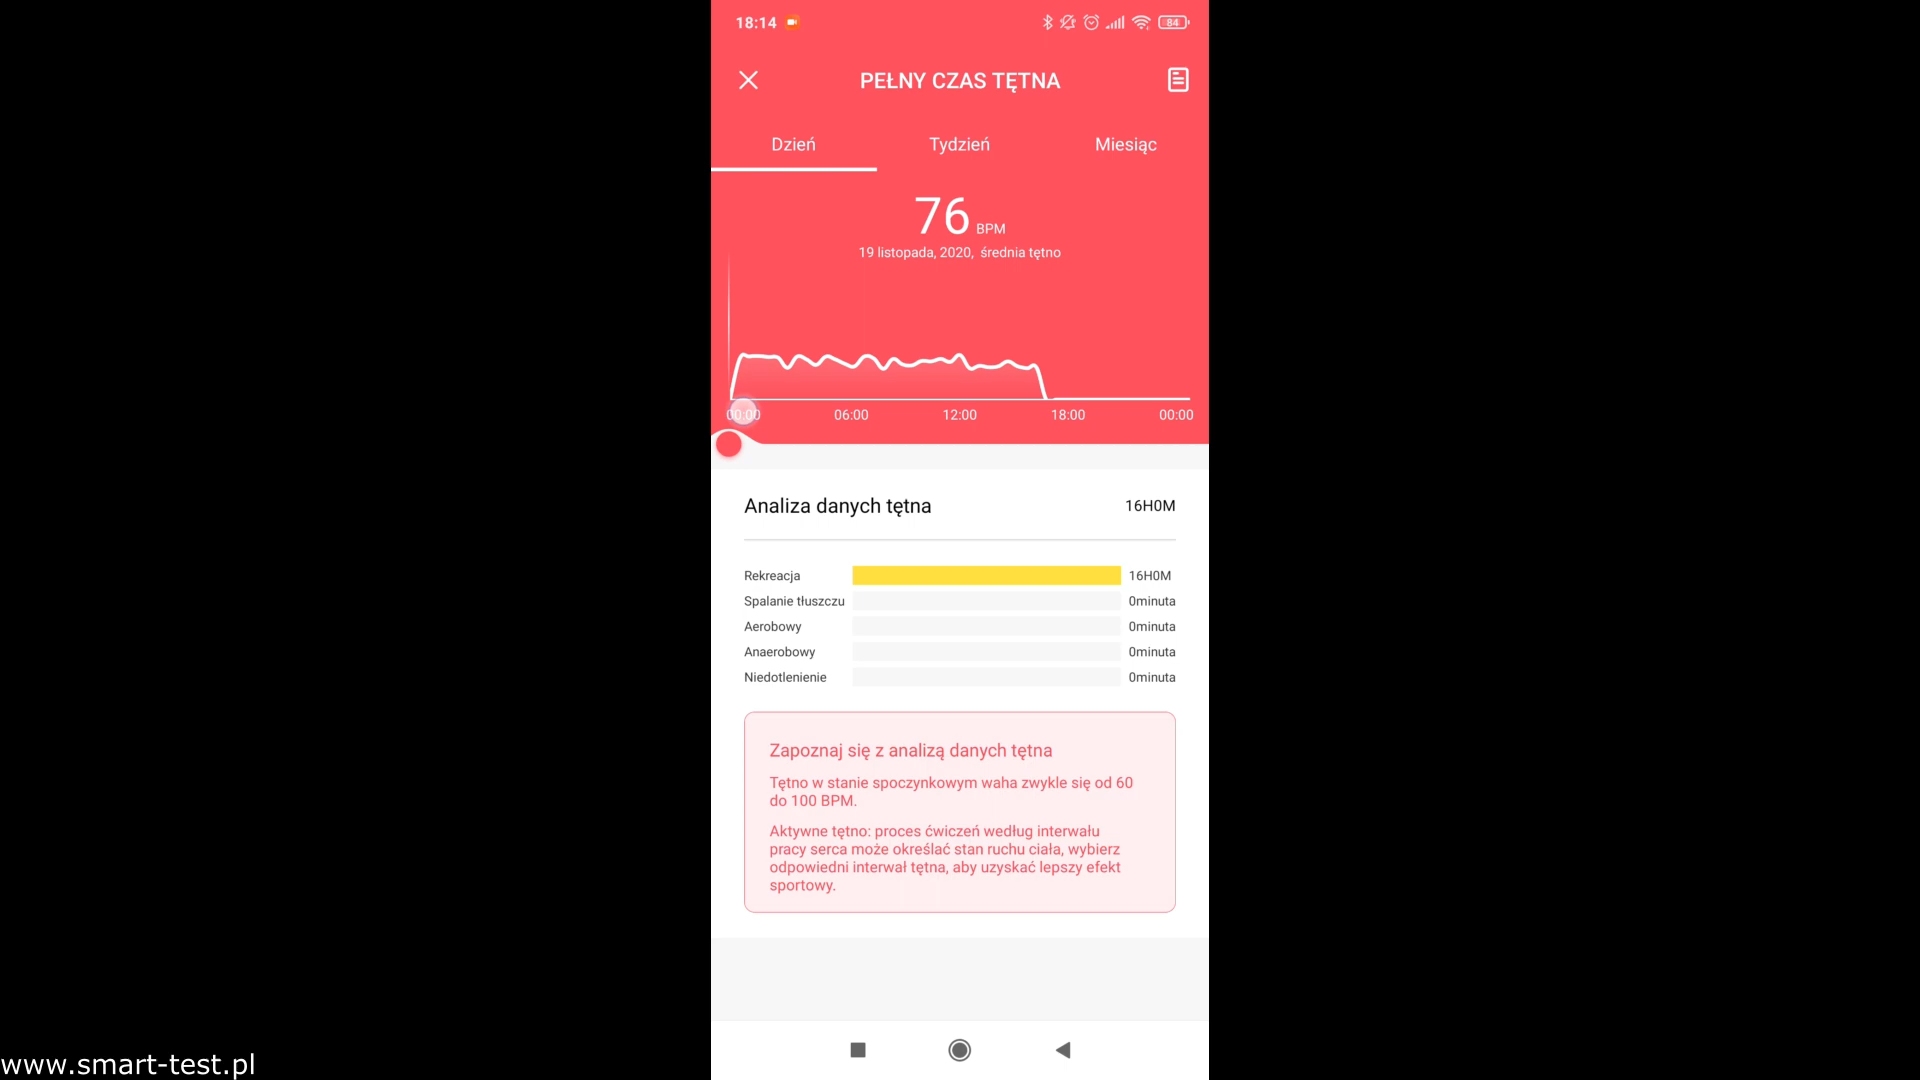 18:14
84
PEŁNY CZAS TĘTNA
Dzień Tydzień Miesiąc
76 BPM
19 listopada, 2020, średnia tętno
00:00 06:00 12:00 18:00 00:00
Analiza danych tętna 16H0M
Rekreacja 16H0M
Spalanie tłuszczu 0minuta
Aerobowy 0minuta
Anaerobowy 0minuta
Niedotlenienie 0minuta
Zapoznaj się z analizą danych tętna
Tętno w stanie spoczynkowym waha zwykle się od 60
do 100 BPM.
Aktywne tętno: proces ćwiczeń według interwału
pracy serca może określać stan ruchu ciała, wybierz
odpowiedni interwał tętna, aby uzyskać lepszy efekt
sportowy.
www.smart-test.pl